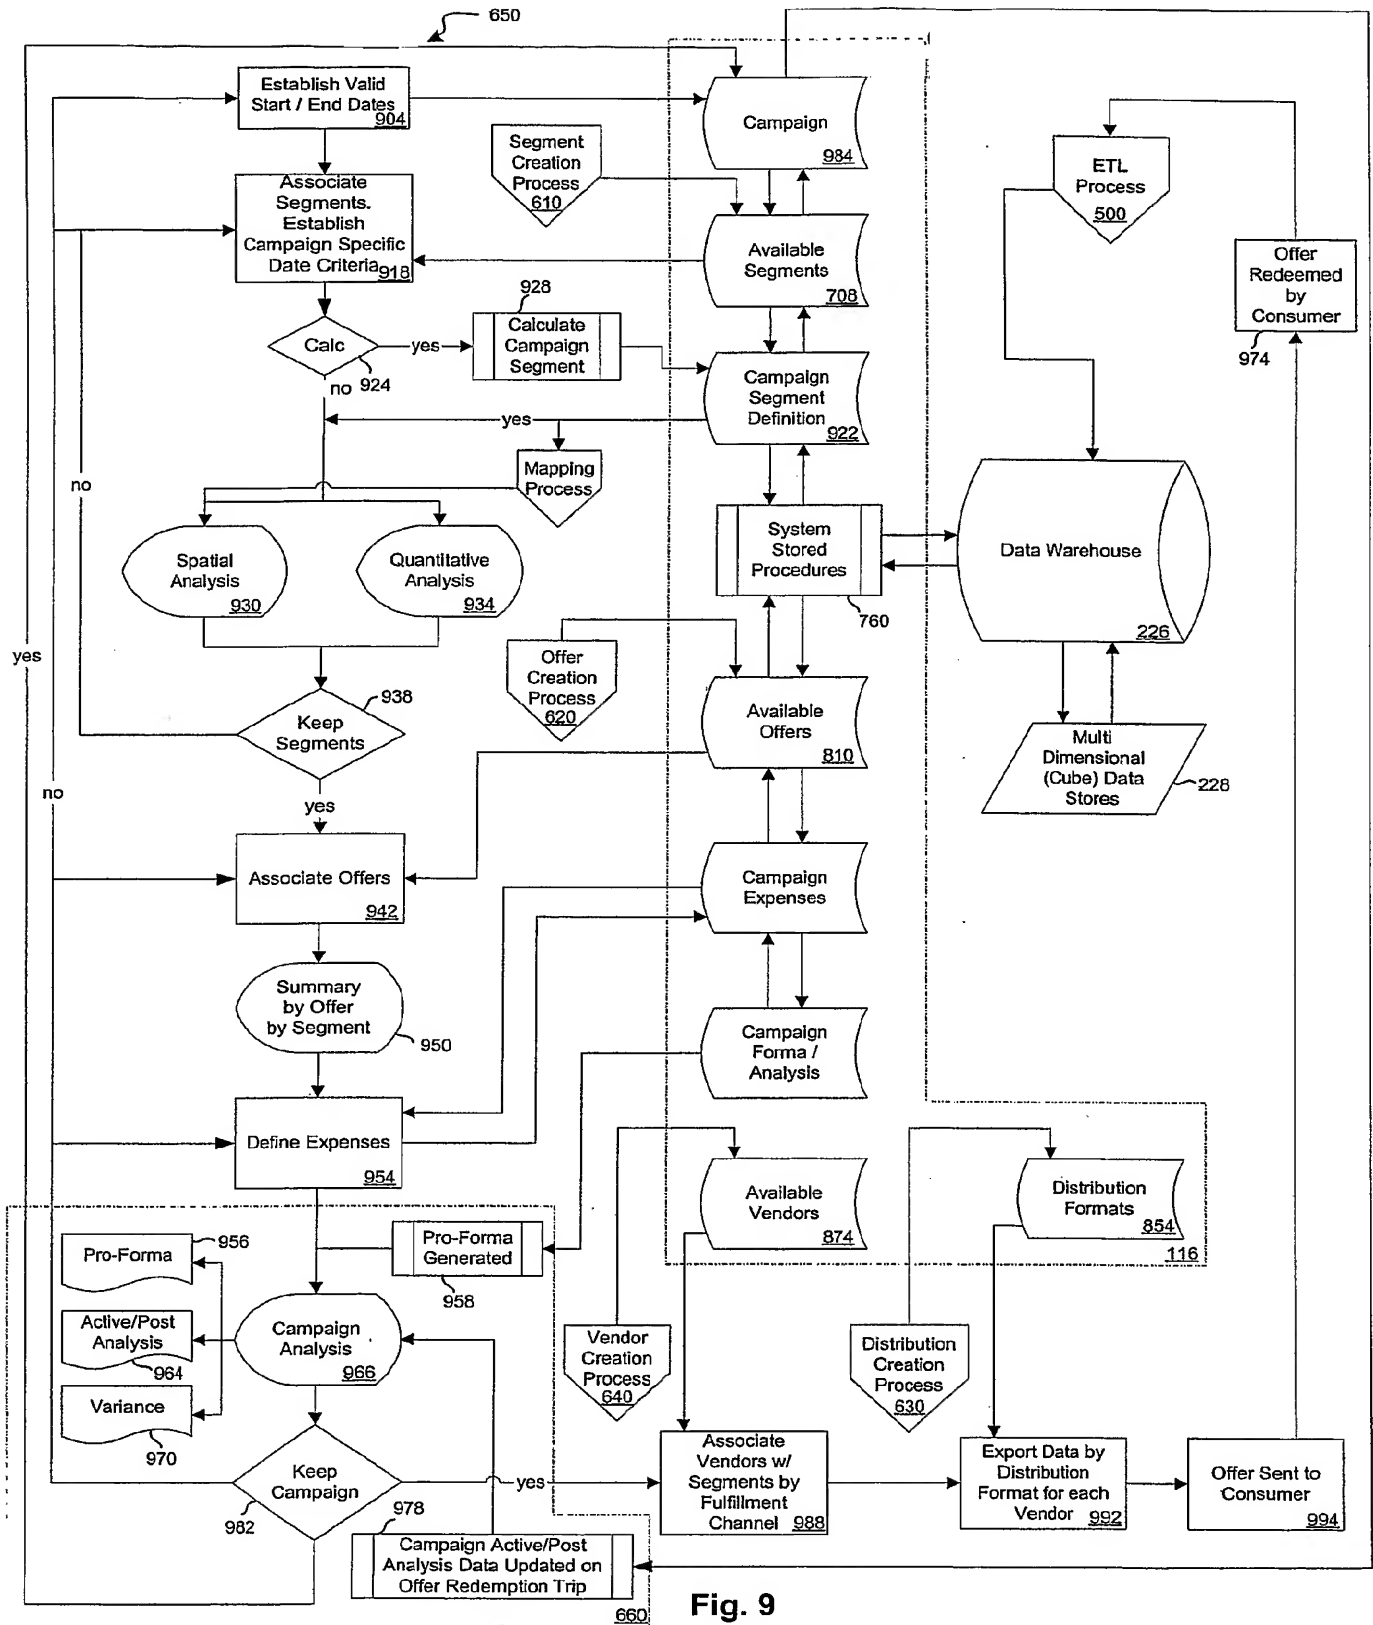 650
Establish Valid
Start / End Dates
904
Campaign
984
Segment
Creation
Process
610
ETL
Process
500
Associate
Segments.
Establish
Campaign Specific
Date Criteria
918
Available
Segments
708
Offer
Redeemed
by
Consumer
974
928
Calc
924
yes
Calculate
Campaign
Segment
no
Campaign
Segment
Definition
922
yes
Mapping
Process
no
Spatial
Analysis
930
Quantitative
Analysis
934
System
Stored
Procedures
760
Data Warehouse
226
yes
Offer
Creation
Process
620
938
Keep
Segments
Available
Offers
810
Multi
Dimensional
(Cube) Data
Stores
228
no
yes
Associate Offers
942
Campaign
Expenses
Summary
by Offer
by Segment
950
Campaign
Forma /
Analysis
Define Expenses
954
Available
Vendors
874
Distribution
Formats
854
116
956
Pro-Forma
Pro-Forma
Generated
958
Active/Post
Analysis
964
Campaign
Analysis
966
Vendor
Creation
Process
640
Distribution
Creation
Process
630
Variance
970
Keep
Campaign
982
yes
Associate
Vendors w/
Segments by
Fulfillment
Channel
988
Export Data by
Distribution
Format for each
Vendor
992
Offer Sent to
Consumer
994
978
Campaign Active/Post
Analysis Data Updated on
Offer Redemption Trip
660
Fig. 9